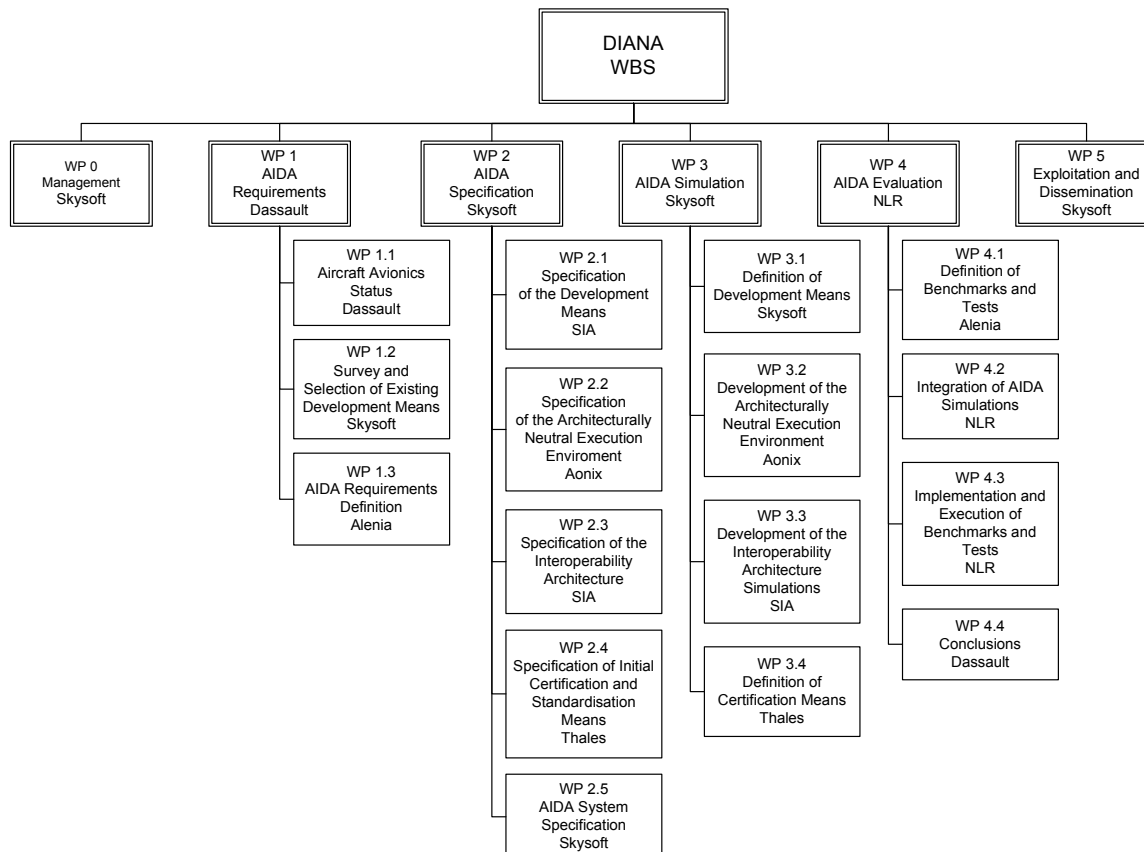 DIANA
WBS
WP 0
Management
Skysoft
WP 1
AIDA
Requirements
Dassault
WP 2
AIDA
Specification
Skysoft
WP 3
AIDA Simulation
Skysoft
WP 4
AIDA Evaluation
NLR
WP 5
Exploitation and
Dissemination
Skysoft
WP 1.1
Aircraft Avionics
Status
Dassault
WP 1.2
Survey and
Selection of Existing
Development Means
Skysoft
WP 1.3
AIDA Requirements
Definition
Alenia
WP 2.1
Specification
of the Development
Means
SIA
WP 2.2
Specification
of the Architecturally
Neutral Execution
Enviroment
Aonix
WP 2.3
Specification of the
Interoperability
Architecture
SIA
WP 2.4
Specification of Initial
Certification and
Standardisation
Means
Thales
WP 2.5
AIDA System
Specification
Skysoft
WP 3.1
Definition of
Development Means
Skysoft
WP 3.2
Development of the
Architecturally
Neutral Execution
Environment
Aonix
WP 3.3
Development of the
Interoperability
Architecture
Simulations
SIA
WP 3.4
Definition of
Certification Means
Thales
WP 4.1
Definition of
Benchmarks and
Tests
Alenia
WP 4.2
Integration of AIDA
Simulations
NLR
WP 4.3
Implementation and
Execution of
Benchmarks and
Tests
NLR
WP 4.4
Conclusions
Dassault